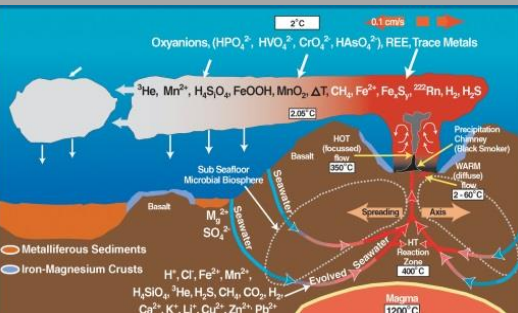 2°C
0.1 cm/s
Oxyanions, (HPO₄²⁻, HVO₄²⁻, CrO₄²⁻, HAsO₄²⁻), REE, Trace Metals
³He, Mn²⁺, H₄SiO₄, FeOOH, MnO₂, ΔT, CH₄, Fe²⁺, FeₓSᵧ, ²²²Rn, H₂, H₂S
2.05°C
HOT
(focussed)
flow
350°C
Precipitation
Chimney
(Black Smoker)
Basalt
WARM
(diffuse)
flow
2 - 60°C
Sub Seafloor
Microbial Biosphere
Seawater
Seawater
Basalt
Mg²⁺
SO₄²⁻
Seawater
Spreading
Axis
Metalliferous Sediments
Iron-Magnesium Crusts
Evolved Seawater
HT
Reaction
Zone
400°C
H⁺, Cl⁻, Fe²⁺, Mn²⁺,
H₄SiO₄, ³He, H₂S, CH₄, CO₂, H₂,
Ca²⁺, K⁺, Li⁺, Cu²⁺, Zn²⁺, Pb²⁺
Magma
1200°C